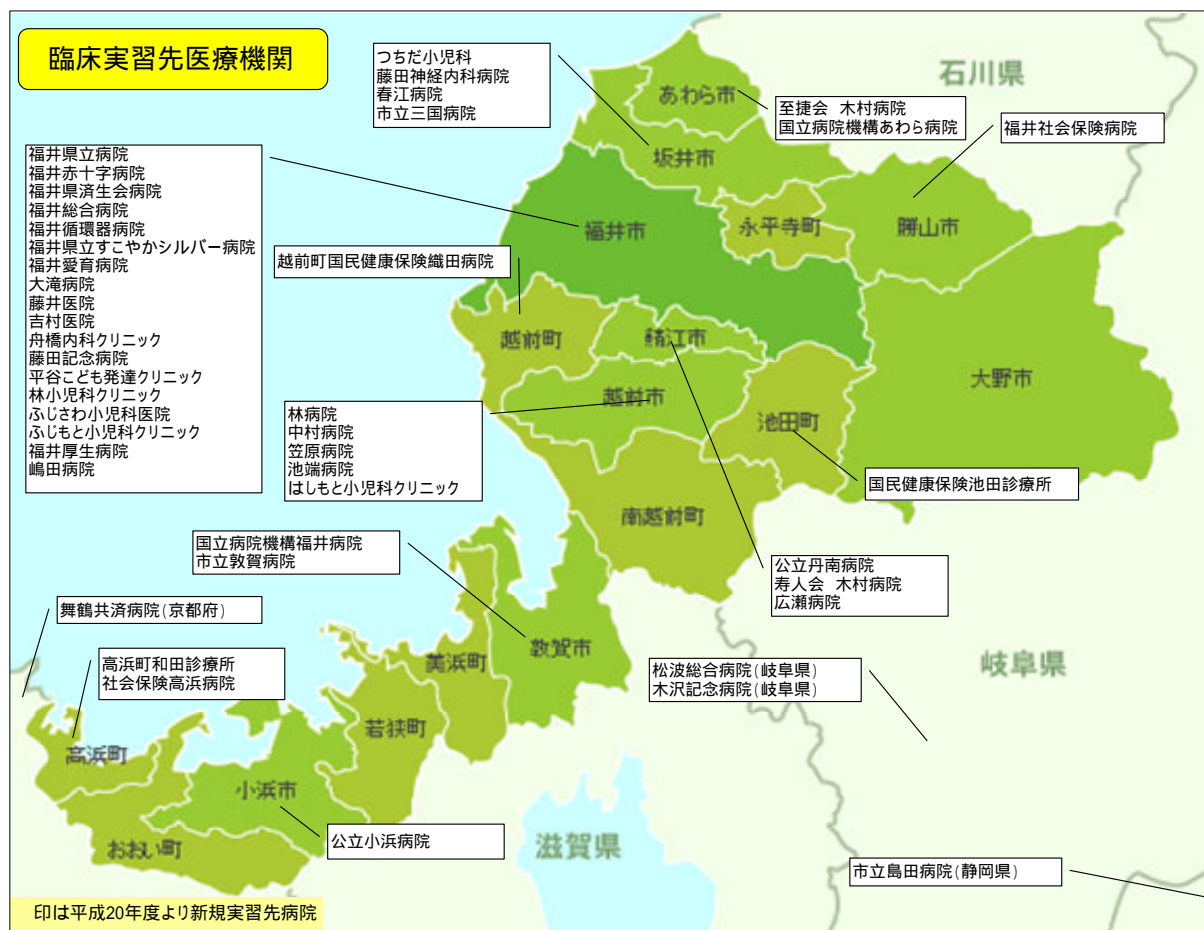 臨床実習先医療機関
つちだ小児科
藤田神経内科病院
春江病院
市立三国病院
石川県
あわら市
至捷会 木村病院
国立病院機構あわら病院
福井社会保険病院
坂井市
福井県立病院
福井赤十字病院
福井県済生会病院
福井総合病院
福井循環器病院
福井県立すこやかシルバー病院
福井愛育病院
大滝病院
藤井医院
吉村医院
舟橋内科クリニック
藤田記念病院
平谷こども発達クリニック
林小児科クリニック
ふじさわ小児科医院
ふじもと小児科クリニック
福井厚生病院
嶋田病院
福井市
永平寺町
勝山市
越前町国民健康保険織田病院
越前町
鯖江市
大野市
越前市
池田町
林病院
中村病院
笠原病院
池端病院
はしもと小児科クリニック
国民健康保険池田診療所
南越前町
国立病院機構福井病院
市立敦賀病院
公立丹南病院
寿人会 木村病院
広瀬病院
舞鶴共済病院(京都府)
敦賀市
美浜町
高浜町和田診療所
社会保険高浜病院
松波総合病院(岐阜県)
木沢記念病院(岐阜県)
岐阜県
若狭町
高浜町
小浜市
公立小浜病院
おおい町
滋賀県
市立島田病院(静岡県)
印は平成20年度より新規実習先病院